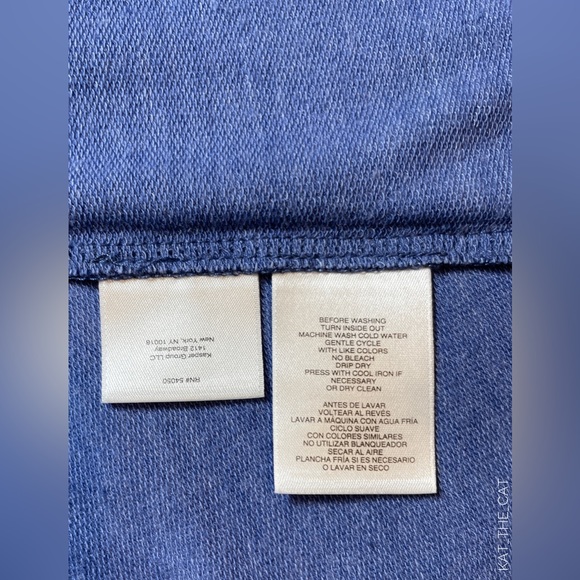 Kasper Group LLC
1412 Broadway
New York, NY 10018
RN# 54050
BEFORE WASHING
TURN INSIDE OUT
MACHINE WASH COLD WATER
GENTLE CYCLE
WITH LIKE COLORS
NO BLEACH
DRIP DRY
PRESS WITH COOL IRON IF
NECESSARY
OR DRY CLEAN
ANTES DE LAVAR
VOLTEAR AL REVÉS
LAVAR A MÁQUINA CON AGUA FRÍA
CICLO SUAVE
CON COLORES SIMILARES
NO UTILIZAR BLANQUEADOR
SECAR AL AIRE
PLANCHA FRÍA SI ES NECESARIO
O LAVAR EN SECO
KAT THE CAT